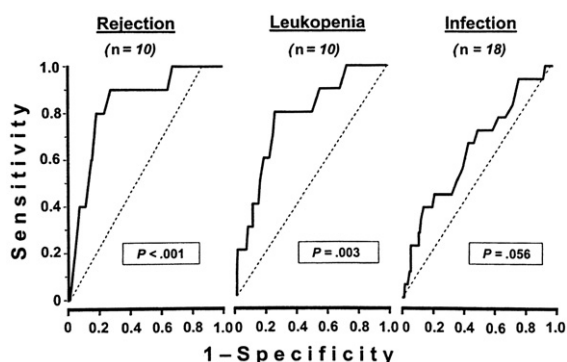 Rejection Leukopenia Infection
(n = 10) (n = 10) (n = 18)
Sensitivity
1.0
0.8
0.6
0.4
0.2
0
P < .001 P = .003 P = .056
0 0.2 0.4 0.6 0.8 1.0 0.2 0.4 0.6 0.8 1.0 0.2 0.4 0.6 0.8 1.0
1 – Specificity